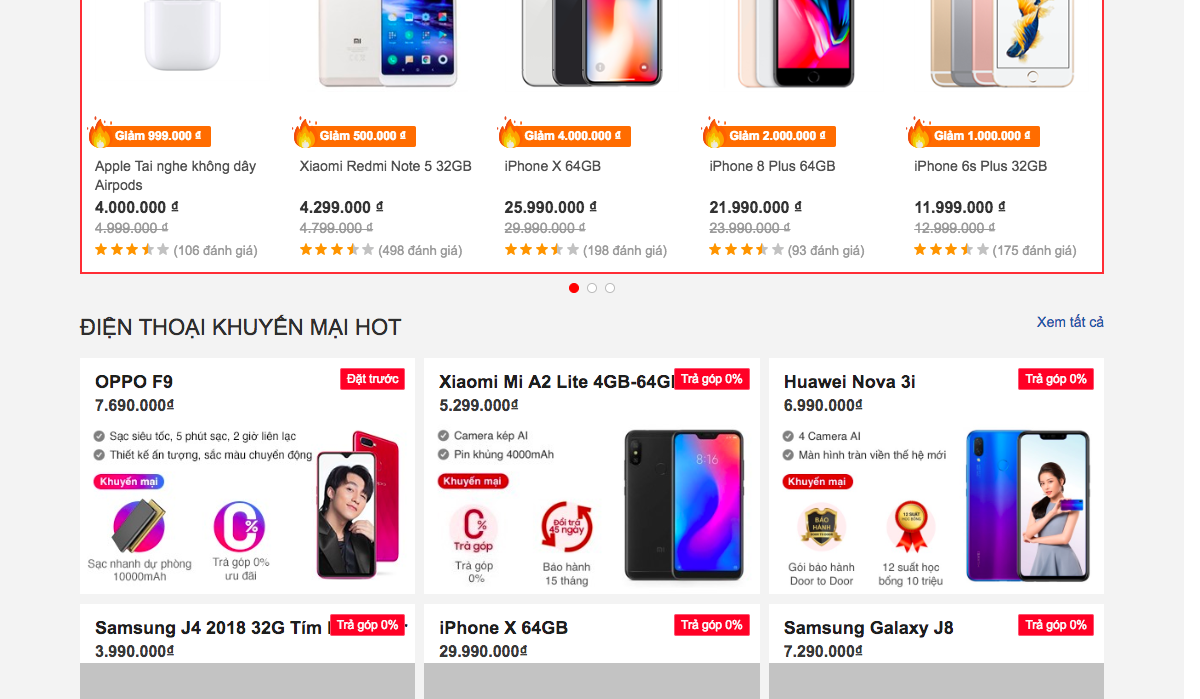 Giảm 999.000 ₫
Giảm 500.000 ₫
Giảm 4.000.000 ₫
Giảm 2.000.000 ₫
Giảm 1.000.000 ₫
Apple Tai nghe không dây
Airpods
4.000.000 ₫
4.999.000 ₫
(106 đánh giá)
Xiaomi Redmi Note 5 32GB
4.299.000 ₫
4.799.000 ₫
(498 đánh giá)
iPhone X 64GB
25.990.000 ₫
29.990.000 ₫
(198 đánh giá)
iPhone 8 Plus 64GB
21.990.000 ₫
23.990.000 ₫
(93 đánh giá)
iPhone 6s Plus 32GB
11.999.000 ₫
12.999.000 ₫
(175 đánh giá)
ĐIỆN THOẠI KHUYẾN MẠI HOT
Xem tất cả
OPPO F9
Đặt trước
7.690.000₫
Sạc siêu tốc, 5 phút sạc, 2 giờ liên lạc
Thiết kế ấn tượng, sắc màu chuyển động
Khuyến mại
Sạc nhanh dự phòng
10000mAh
%
Trả góp 0%
ưu đãi
Xiaomi Mi A2 Lite 4GB-64G
Trả góp 0%
5.299.000₫
Camera kép AI
Pin khủng 4000mAh
Khuyến mại
%
Trả góp
Trả góp
0%
Đổi trả
45 ngày
Bảo hành
15 tháng
8:16
Huawei Nova 3i
Trả góp 0%
6.990.000₫
4 Camera AI
Màn hình tràn viền thế hệ mới
Khuyến mại
BẢO
HÀNH
Gói bảo hành
Door to Door
12 SUẤT
HỌC BỔNG
12 suất học
bổng 10 triệu
Samsung J4 2018 32G Tím
Trả góp 0%
3.990.000₫
iPhone X 64GB
Trả góp 0%
29.990.000₫
Samsung Galaxy J8
Trả góp 0%
7.290.000₫